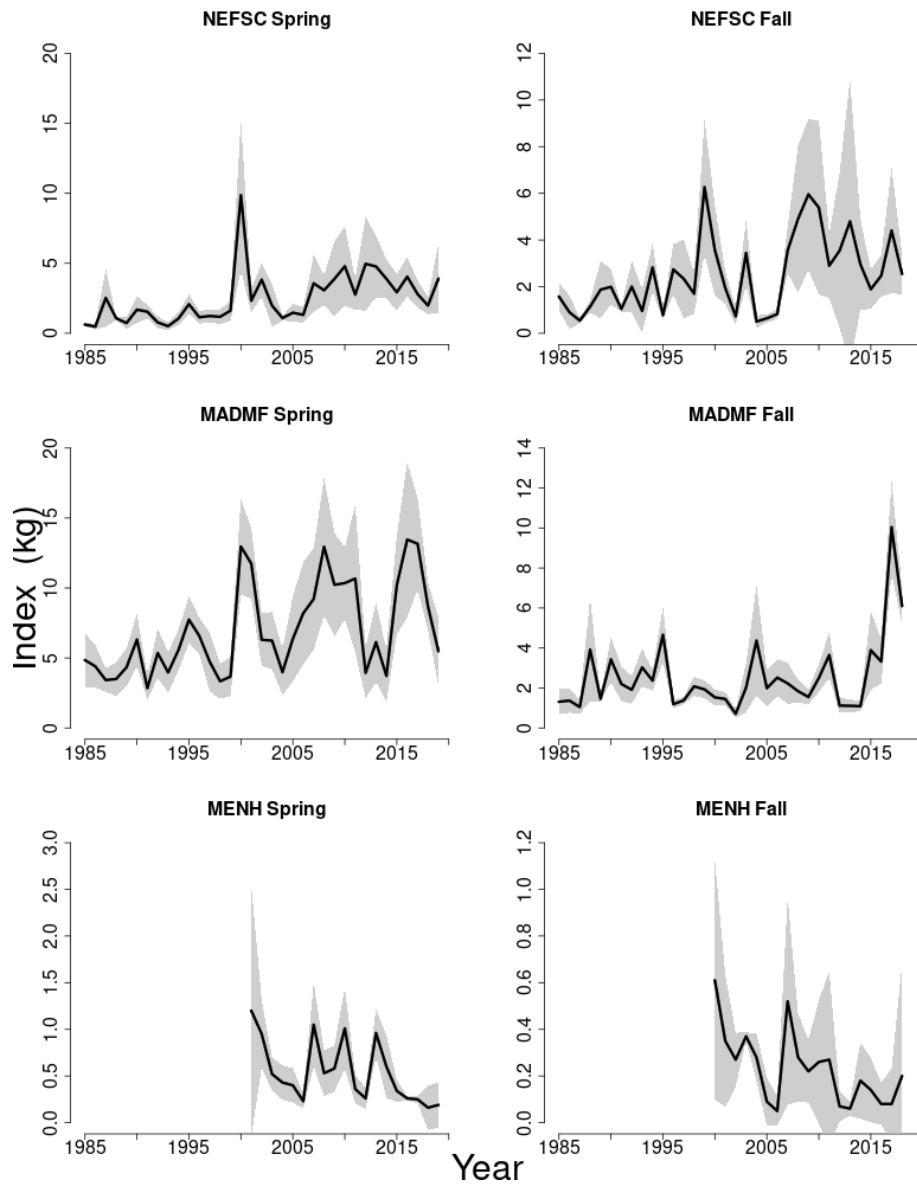 NEFSC Spring
20
15
10
5
0
1985 1995 2005 2015
NEFSC Fall
12
10
8
6
4
2
0
1985 1995 2005 2015
MADMF Spring
20
15
10
5
0
1985 1995 2005 2015
MADMF Fall
14
12
10
8
6
4
2
0
1985 1995 2005 2015
Index (kg)
MENH Spring
3.0
2.5
2.0
1.5
1.0
0.5
0.0
1985 1995 2005 2015
MENH Fall
1.2
1.0
0.8
0.6
0.4
0.2
0.0
1985 1995 2005 2015
Year